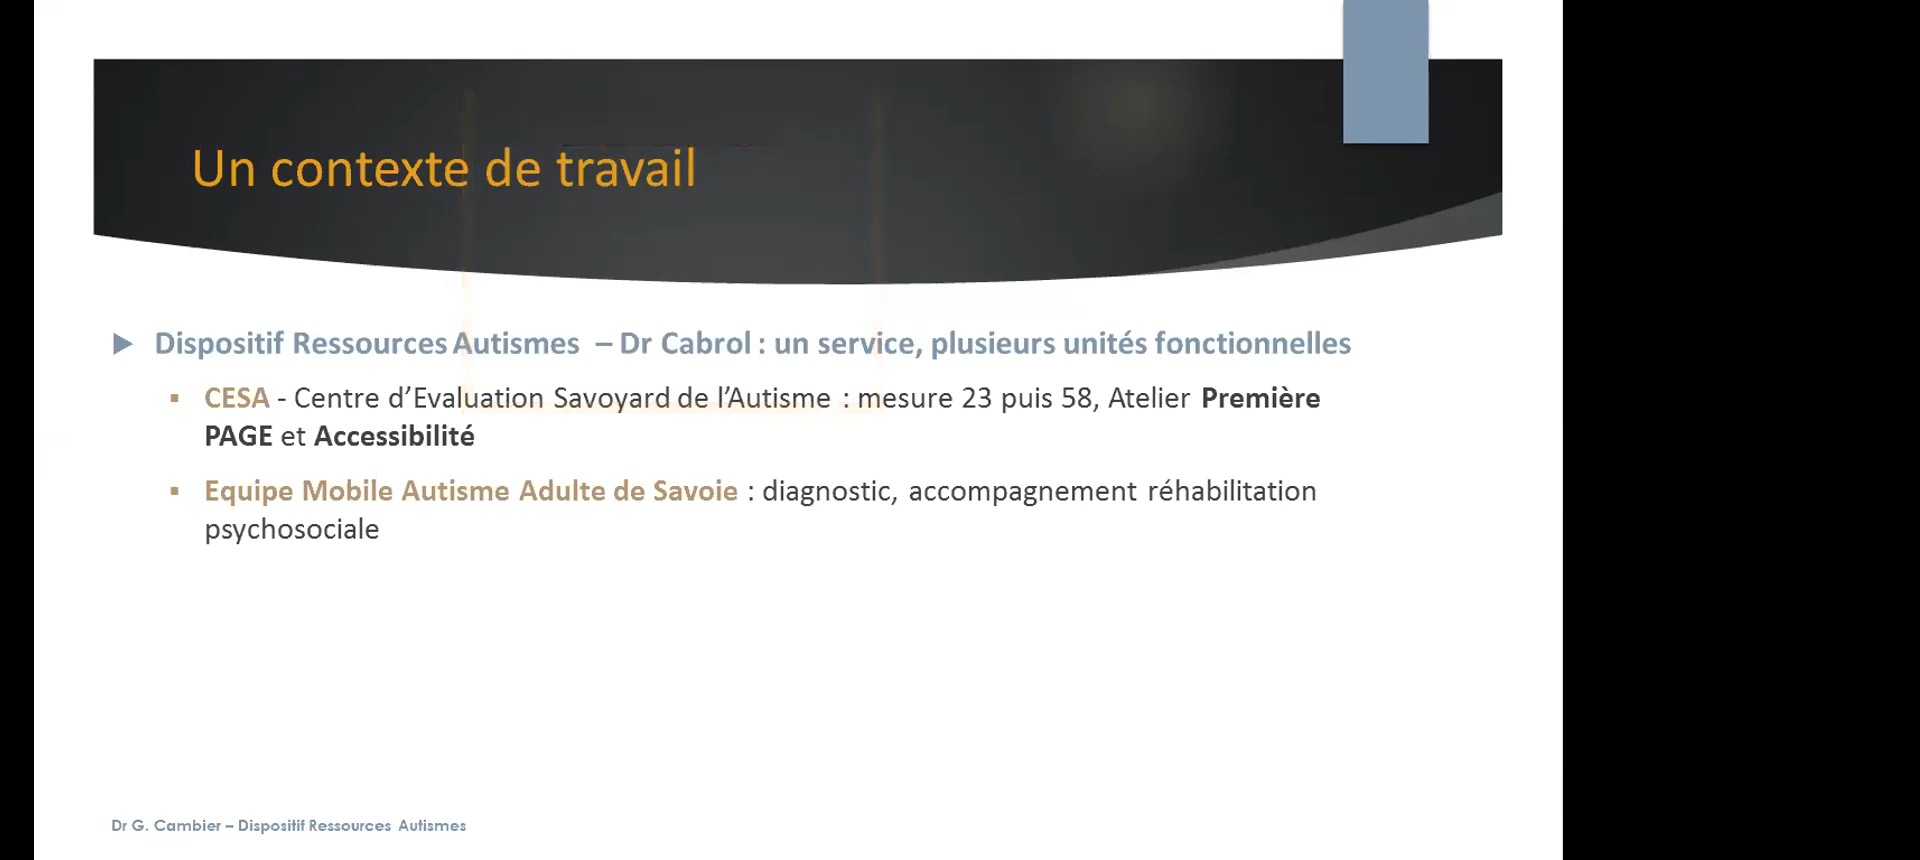 Un contexte de travail
Dispositif Ressources Autismes – Dr Cabrol : un service, plusieurs unités fonctionnelles
CESA - Centre d’Evaluation Savoyard de l’Autisme : mesure 23 puis 58, Atelier Première
PAGE et Accessibilité
Equipe Mobile Autisme Adulte de Savoie : diagnostic, accompagnement réhabilitation
psychosociale
Dr G. Cambier – Dispositif Ressources Autismes